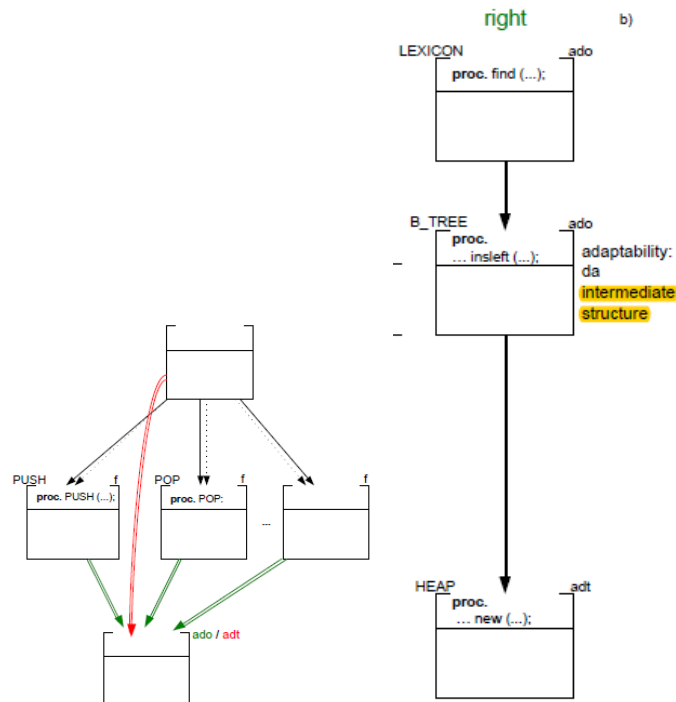 right
b)
LEXICON
ado
proc. find (...);
B_TREE
ado
proc.
... insleft (...);
adaptability:
da
intermediate
structure
PUSH
f
POP
f
f
proc. PUSH (...);
proc. POP;
...
ado / adt
HEAP
adt
proc.
... new (...);